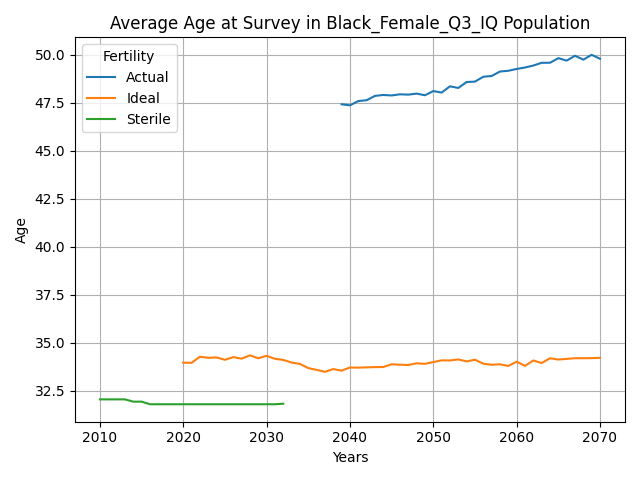 Average Age at Survey in Black_Female_Q3_IQ Population
Fertility
Actual
Ideal
Sterile
50.0
47.5
45.0
42.5
40.0
37.5
35.0
32.5
Age
2010 2020 2030 2040 2050 2060 2070
Years